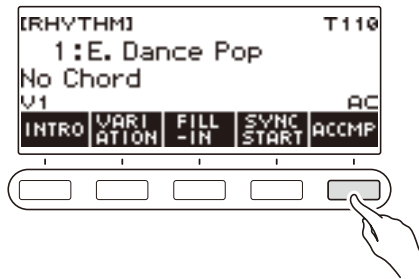 [RHYTHM] T110
1:E. Dance Pop
No Chord
V1 AC
INTRO VARI ATION FILL -IN SYNC START ACCMP